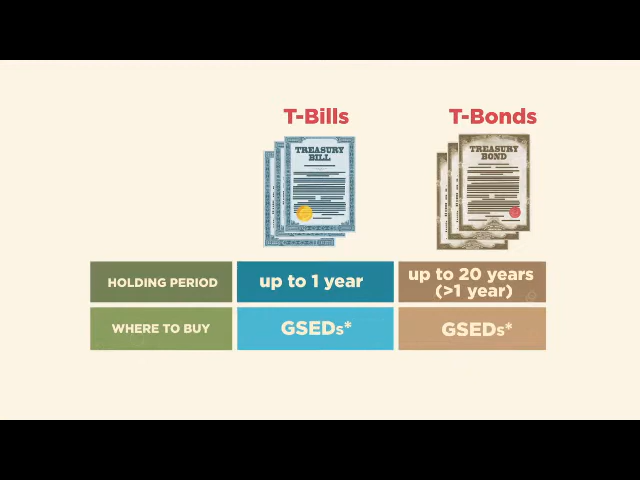 T-Bills T-Bonds
TREASURY
BILL
TREASURY
BOND
HOLDING PERIOD up to 1 year up to 20 years
(>1 year)
WHERE TO BUY GSEDs* GSEDs*